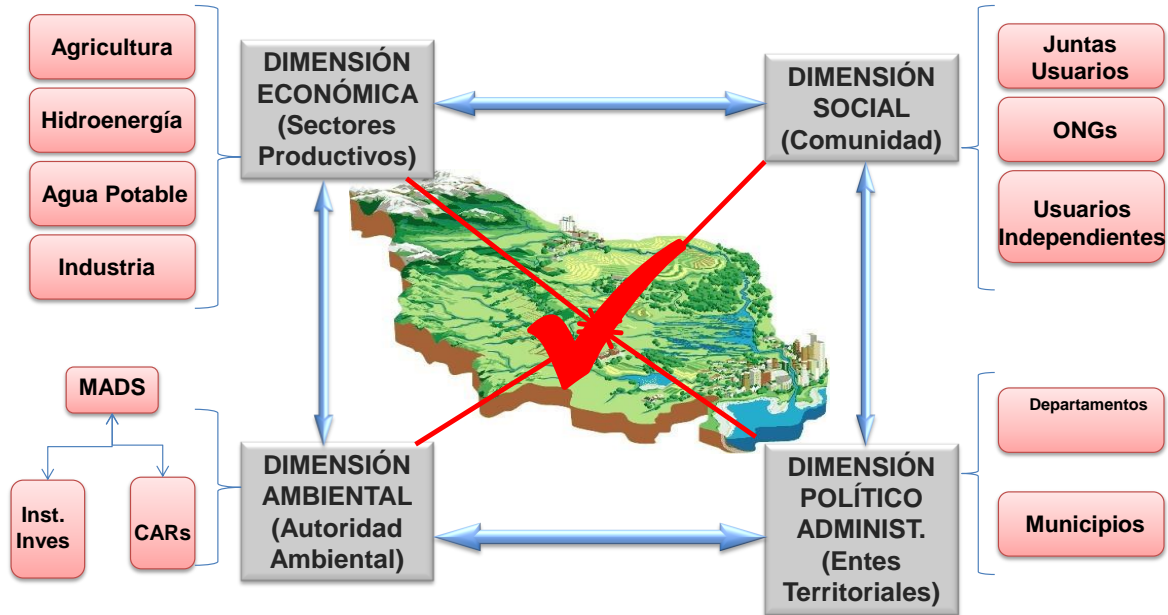 Agricultura
Hidroenergía
Agua Potable
Industria
DIMENSIÓN
ECONÓMICA
(Sectores
Productivos)
DIMENSIÓN
SOCIAL
(Comunidad)
Juntas
Usuarios
ONGs
Usuarios
Independientes
MADS
Inst.
Inves
CARs
DIMENSIÓN
AMBIENTAL
(Autoridad
Ambiental)
DIMENSIÓN
POLÍTICO
ADMINIST.
(Entes
Territoriales)
Departamentos
Municipios